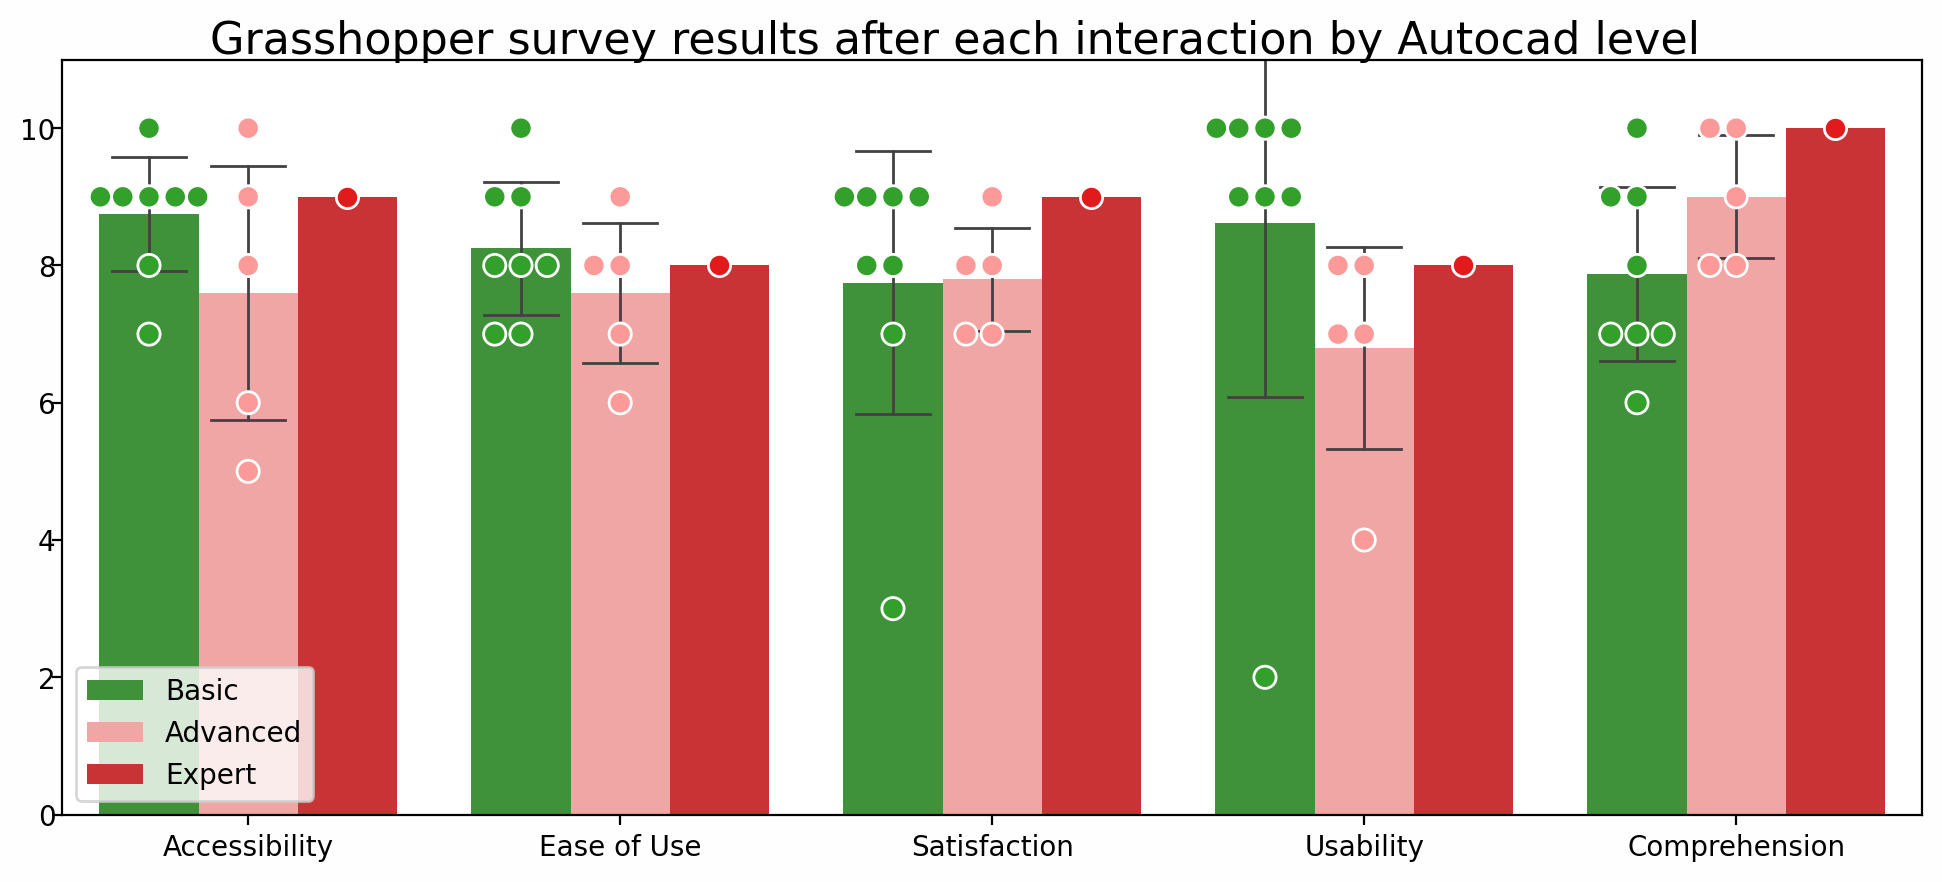 Grasshopper survey results after each interaction by Autocad level
10
8
6
4
2
0
Basic
Advanced
Expert
Accessibility
Ease of Use
Satisfaction
Usability
Comprehension